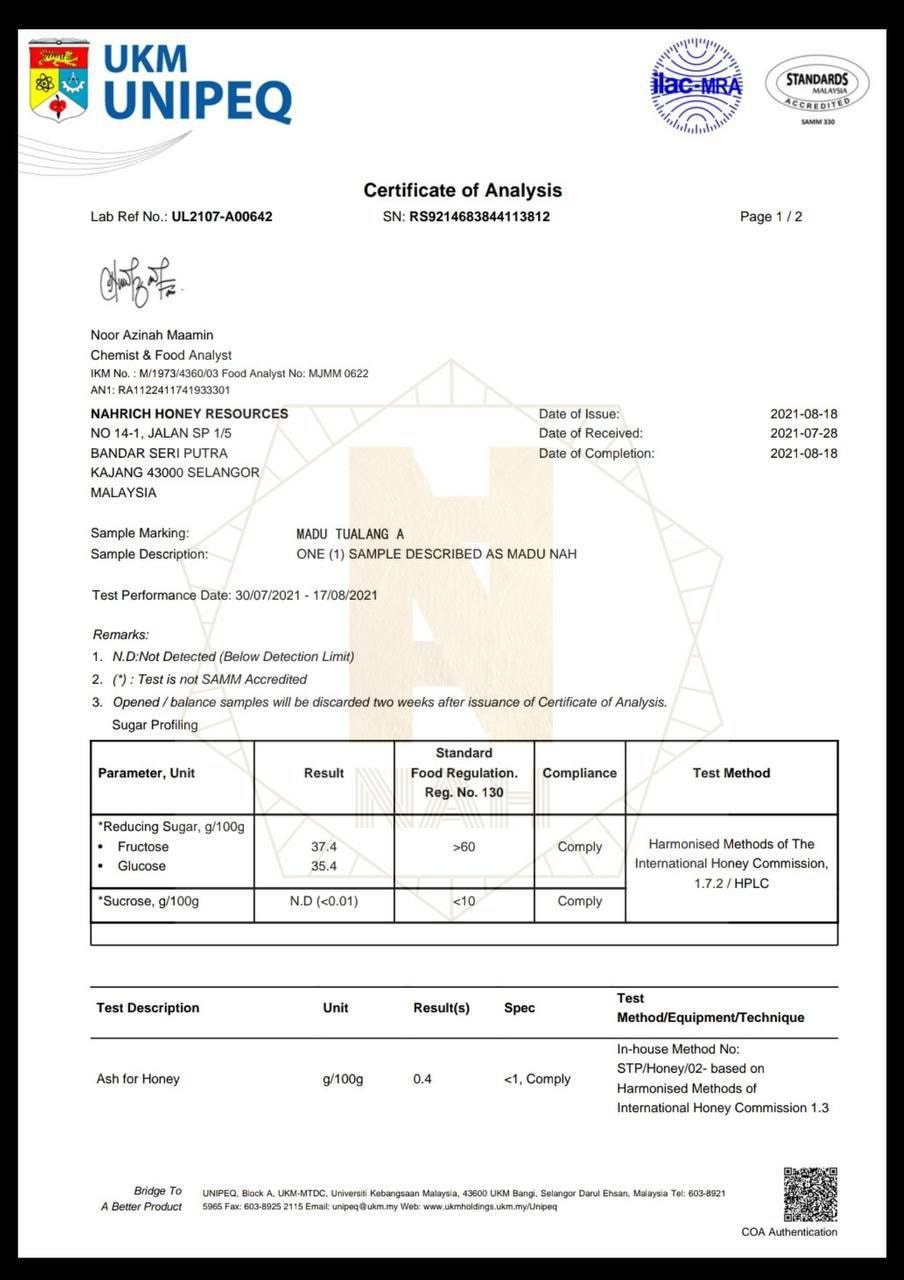 UKM
UNIPEQ
ilac-MRA
STANDARDS
MALAYSIA
ACCREDITED
SAMM 330
Certificate of Analysis
Lab Ref No.: UL2107-A00642 SN: RS9214683844113812 Page 1 / 2
Noor Azinah Maamin
Chemist & Food Analyst
IKM No. : M/1973/4360/03 Food Analyst No: MJMM 0622
AN1: RA1122411741933301
NAHRICH HONEY RESOURCES Date of Issue: 2021-08-18
NO 14-1, JALAN SP 1/5 Date of Received: 2021-07-28
BANDAR SERI PUTRA Date of Completion: 2021-08-18
KAJANG 43000 SELANGOR
MALAYSIA
Sample Marking: MADU TUALANG A
Sample Description: ONE (1) SAMPLE DESCRIBED AS MADU NAH
Test Performance Date: 30/07/2021 - 17/08/2021
Remarks:
1. N.D:Not Detected (Below Detection Limit)
2. (*) : Test is not SAMM Accredited
3. Opened / balance samples will be discarded two weeks after issuance of Certificate of Analysis.
Sugar Profiling
Parameter, Unit Result Standard Food Regulation. Reg. No. 130 Compliance Test Method
NAH
*Reducing Sugar, g/100g
• Fructose 37.4 >60 Comply Harmonised Methods of The
• Glucose 35.4 International Honey Commission,
1.7.2 / HPLC
*Sucrose, g/100g N.D (<0.01) <10 Comply
Test Description Unit Result(s) Spec Test
Method/Equipment/Technique
In-house Method No:
Ash for Honey g/100g 0.4 <1, Comply STP/Honey/02- based on
Harmonised Methods of
International Honey Commission 1.3
Bridge To
A Better Product
UNIPEQ, Block A, UKM-MTDC, Universiti Kebangsaan Malaysia, 43600 UKM Bangi, Selangor Darul Ehsan, Malaysia Tel: 603-8921
5965 Fax: 603-8925 2115 Email: unipeq@ukm.my Web: www.ukmholdings.ukm.my/Unipeq
COA Authentication